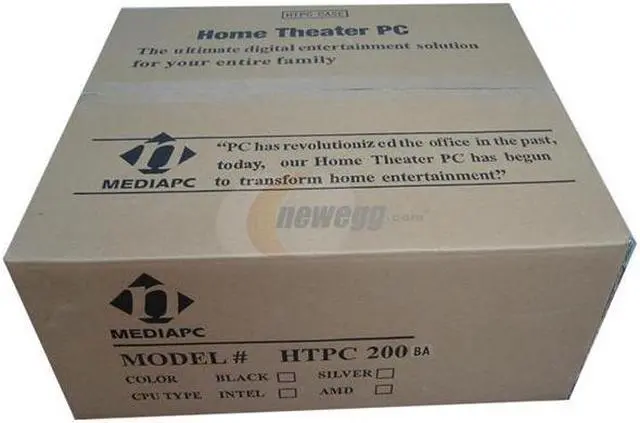 HTPC CASE
Home Theater PC
The ultimate digital entertainment solution
for your entire family
"PC has revolutionized the office in the past,
today, our Home Theater PC has begun
to transform home entertainment."
MEDIAPC
newegg.com
MEDIAPC
MODEL # HTPC 200 BA
COLOR BLACK SILVER
CPU TYPE INTEL AMD